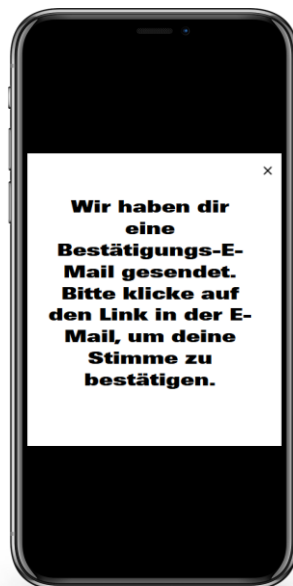 Wir haben dir
eine
Bestätigungs-E-
Mail gesendet.
Bitte klicke auf
den Link in der E-
Mail, um deine
Stimme zu
bestätigen.